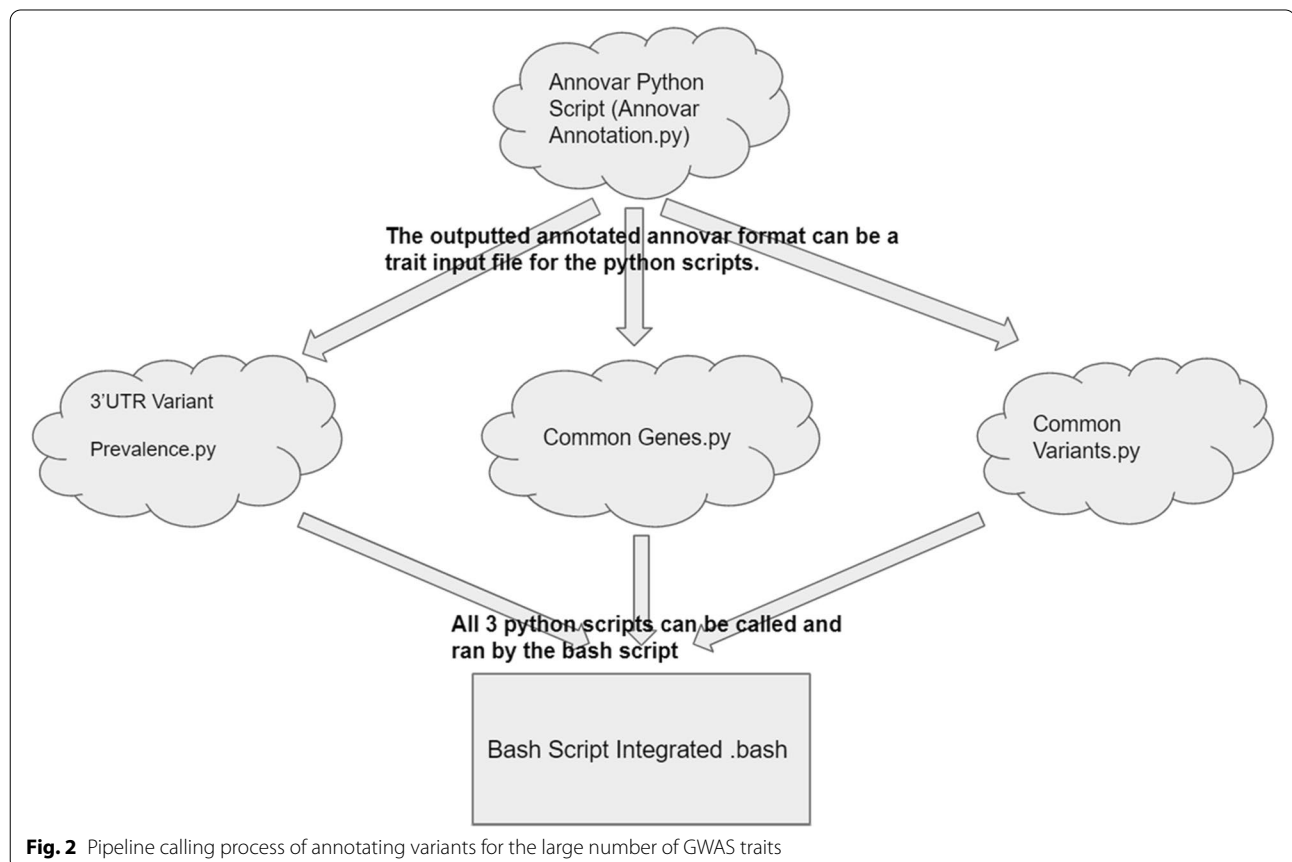 Annovar Python
Script (Annovar
Annotation.py)
The outputted annotated annovar format can be a
trait input file for the python scripts.
3'UTR Variant
Prevalence.py
Common Genes.py
Common
Variants.py
All 3 python scripts can be called and
ran by the bash script
Bash Script Integrated .bash
Fig. 2 Pipeline calling process of annotating variants for the large number of GWAS traits